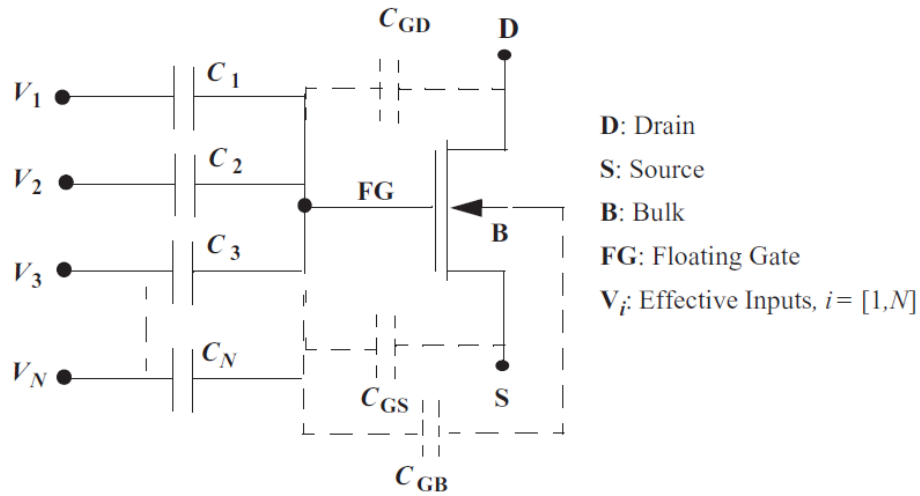 C_GD
D
V_1
C_1
V_2
C_2
FG
B
V_3
C_3
V_N
C_N
C_GS
S
C_GB
D: Drain
S: Source
B: Bulk
FG: Floating Gate
V_i: Effective Inputs, i = [1,N]